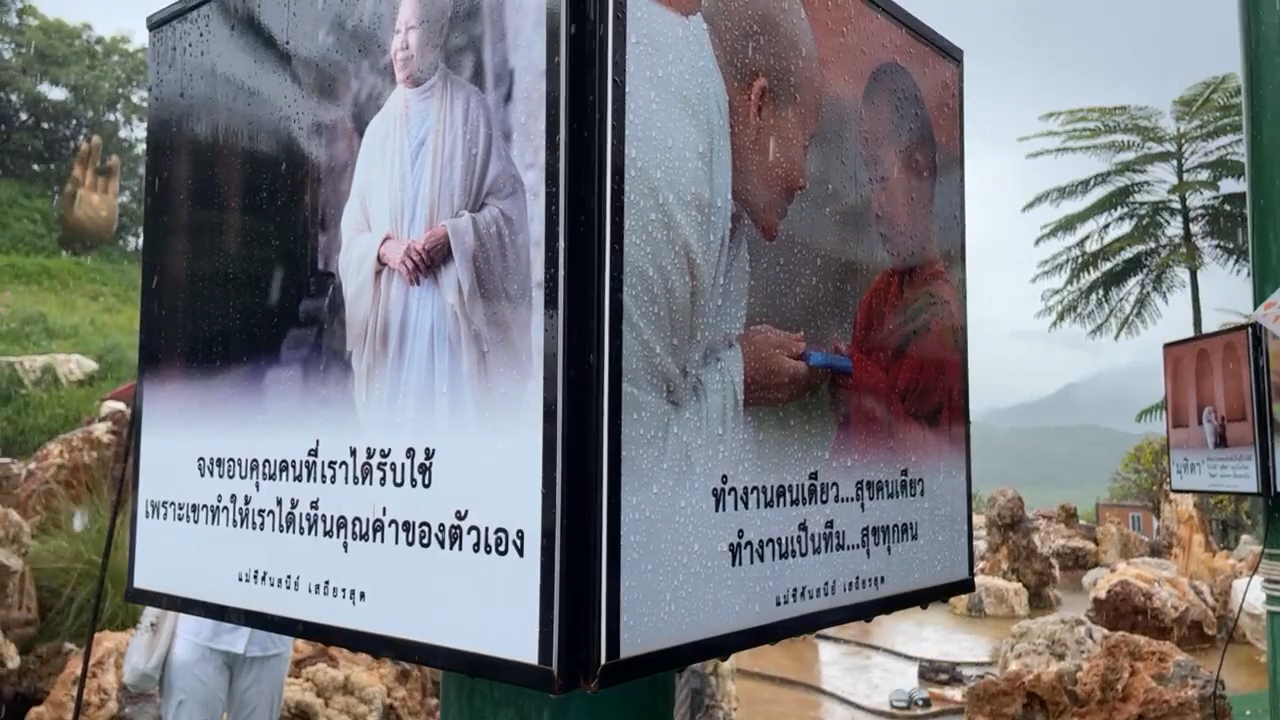 จงขอบคุณคนที่เราได้รับใช้
เพราะเขาทำให้เราได้เห็นคุณค่าของตัวเอง
แม่ชีศันสนีย์ เสถียรสุต
ทำงานคนเดียว...สุขคนเดียว
ทำงานเป็นทีม...สุขทุกคน
แม่ชีศันสนีย์ เสถียรสุต
"มุทิตา"